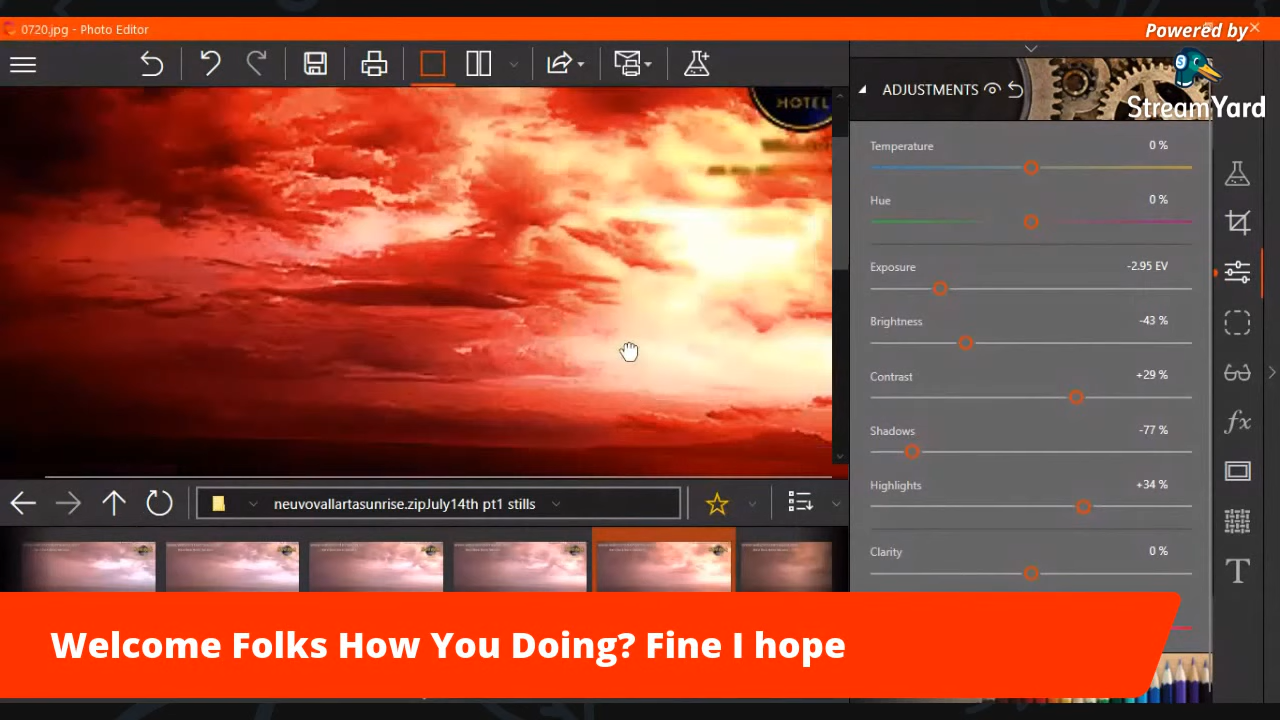 0720.jpg - Photo Editor
Powered by
StreamYard
HOTEL
ADJUSTMENTS
Temperature 0 %
Hue 0 %
Exposure -2.95 EV
Brightness -43 %
Contrast +29 %
Shadows -77 %
Highlights +34 %
Clarity 0 %
fx
T
neuvovallartasunrise.zipJuly14th pt1 stills
Welcome Folks How You Doing? Fine I hope